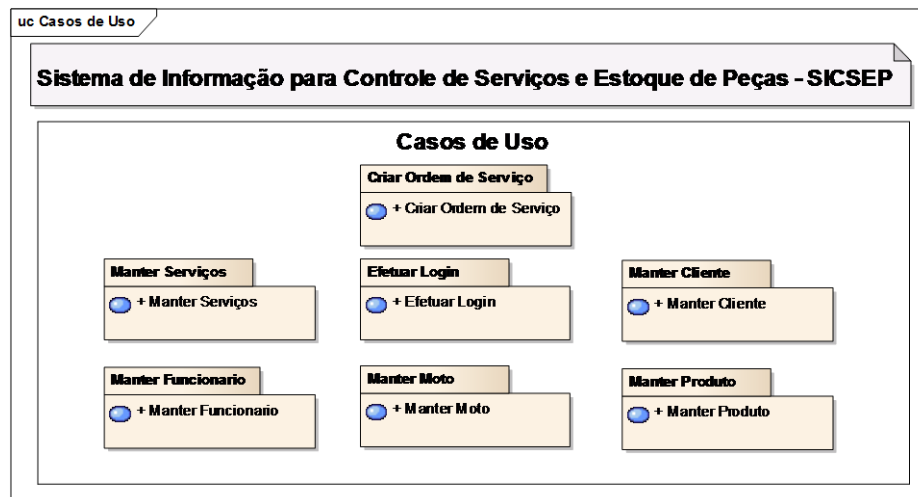 uc Casos de Uso
Sistema de Informação para Controle de Serviços e Estoque de Peças - SICSEP
Casos de Uso
Criar Ordem de Serviço
+ Criar Ordem de Serviço
Manter Serviços
+ Manter Serviços
Efetuar Login
+ Efetuar Login
Manter Cliente
+ Manter Cliente
Manter Funcionario
+ Manter Funcionario
Manter Moto
+ Manter Moto
Manter Produto
+ Manter Produto